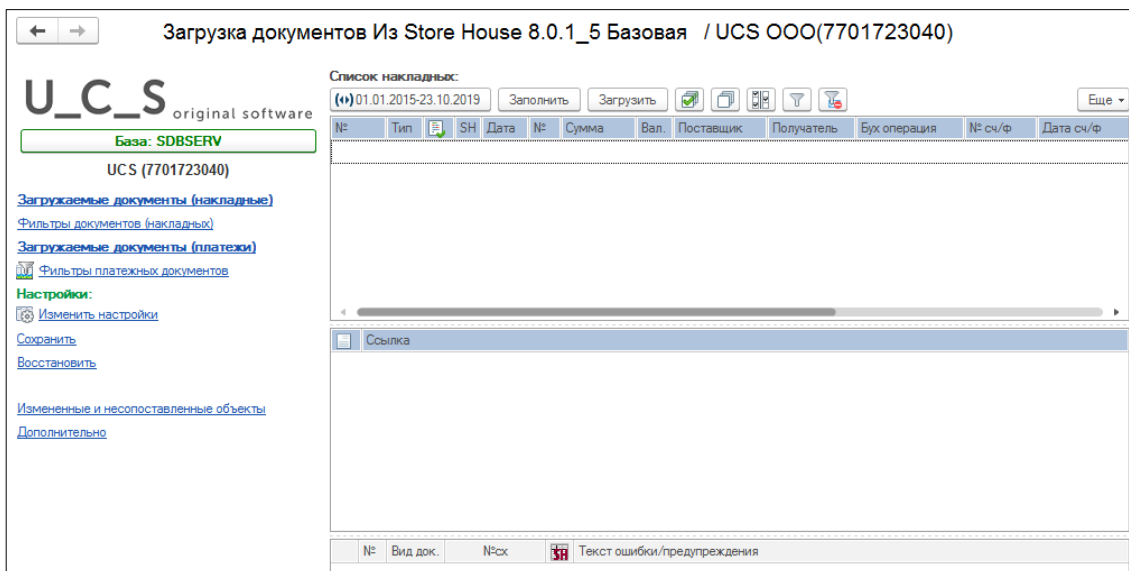 Загрузка документов Из Store House 8.0.1_5 Базовая / UCS ООО(7701723040)
U_C_S original software
База: SDBSERV
UCS (7701723040)
Загружаемые документы (накладные)
Фильтры документов (накладных)
Загружаемые документы (платежи)
Фильтры платежных документов
Настройки:
Изменить настройки
Сохранить
Восстановить
Измененные и несопоставленные объекты
Дополнительно
Список накладных:
01.01.2015-23.10.2019 Заполнить Загрузить Еще
№ Тип SH Дата № Сумма Вал. Поставщик Получатель Бух операция № сч/ф Дата сч/ф
Ссылка
№ Вид док. №сх SH Текст ошибки/предупреждения